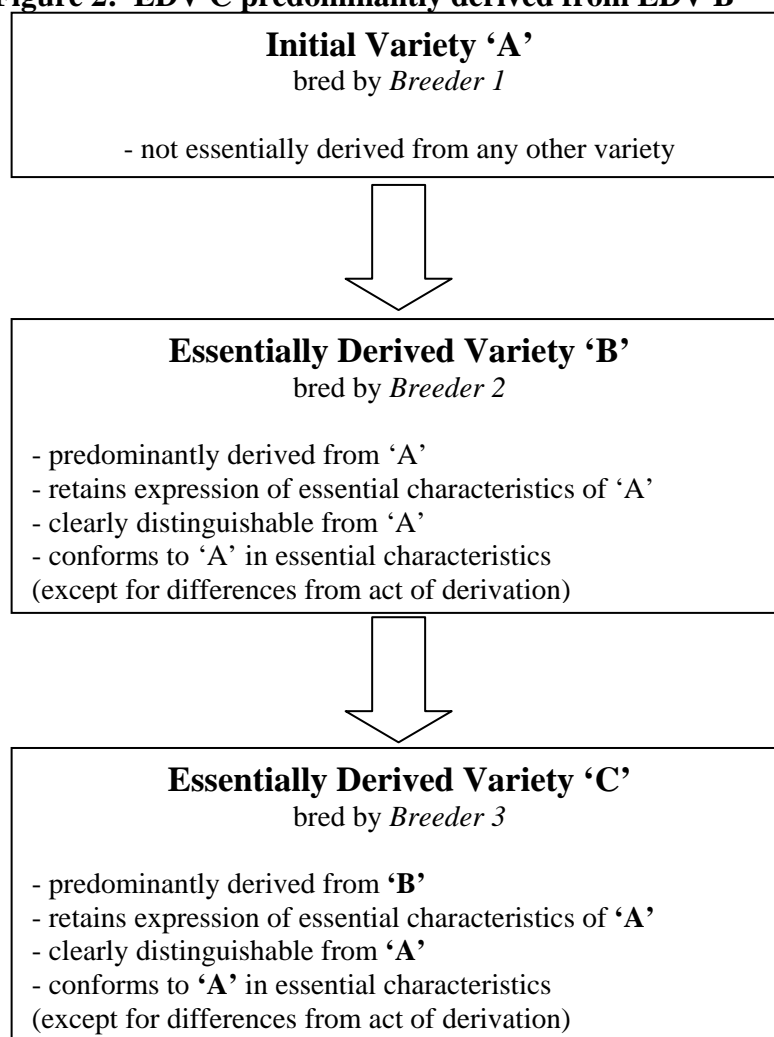 Figure 2: EDV C predominantly derived from EDV B
Initial Variety ‘A’
bred by Breeder 1
- not essentially derived from any other variety
Essentially Derived Variety ‘B’
bred by Breeder 2
- predominantly derived from ‘A’
- retains expression of essential characteristics of ‘A’
- clearly distinguishable from ‘A’
- conforms to ‘A’ in essential characteristics
(except for differences from act of derivation)
Essentially Derived Variety ‘C’
bred by Breeder 3
- predominantly derived from ‘B’
- retains expression of essential characteristics of ‘A’
- clearly distinguishable from ‘A’
- conforms to ‘A’ in essential characteristics
(except for differences from act of derivation)